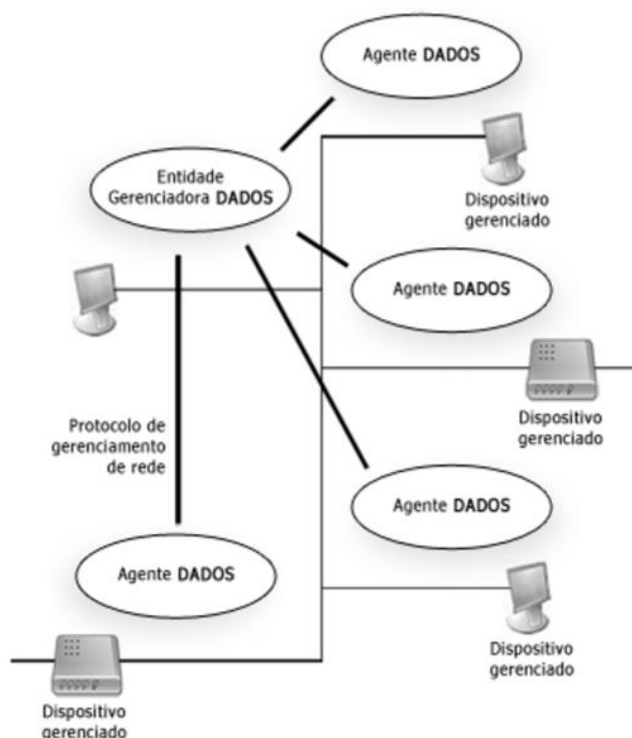 Agente DADOS
Entidade
Gerenciadora DADOS
Dispositivo
gerenciado
Agente DADOS
Dispositivo
gerenciado
Protocolo de
gerenciamento
de rede
Agente DADOS
Agente DADOS
Dispositivo
gerenciado
Dispositivo
gerenciado